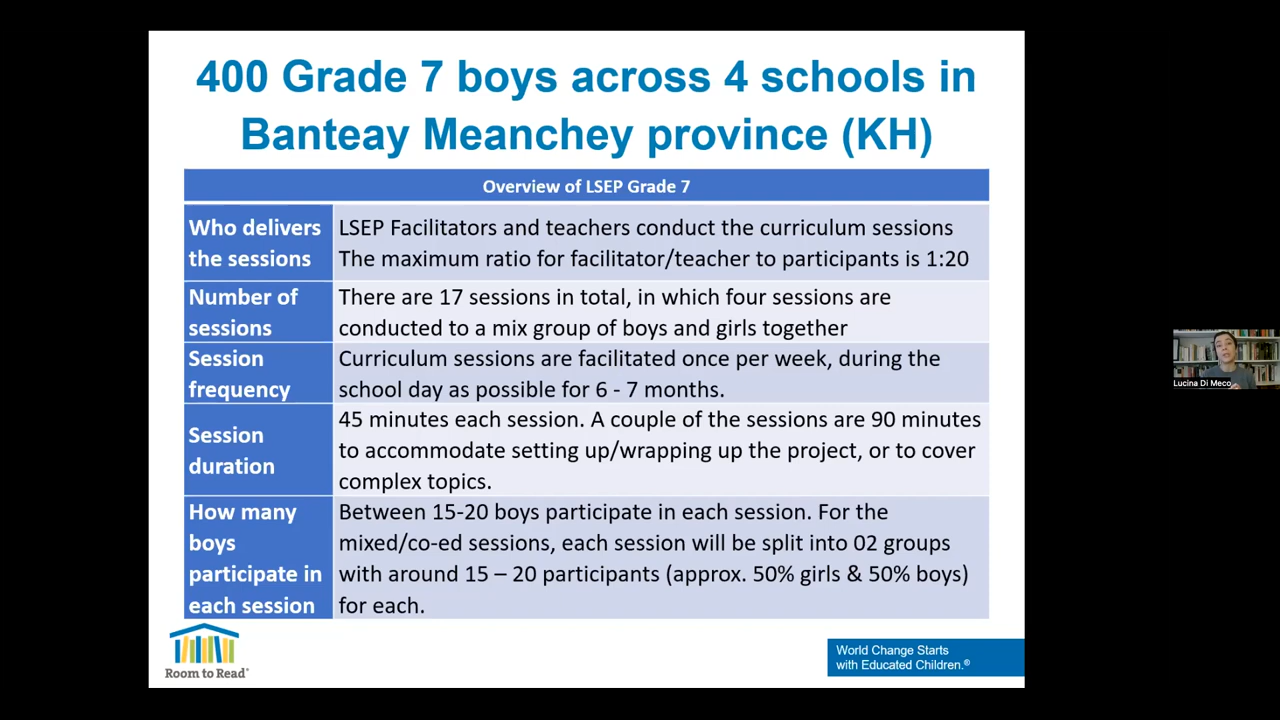 400 Grade 7 boys across 4 schools in
Banteay Meanchey province (KH)
Overview of LSEP Grade 7
Who delivers
the sessions
LSEP Facilitators and teachers conduct the curriculum sessions
The maximum ratio for facilitator/teacher to participants is 1:20
Number of
sessions
There are 17 sessions in total, in which four sessions are
conducted to a mix group of boys and girls together
Session
frequency
Curriculum sessions are facilitated once per week, during the
school day as possible for 6 - 7 months.
Session
duration
45 minutes each session. A couple of the sessions are 90 minutes
to accommodate setting up/wrapping up the project, or to cover
complex topics.
How many
boys
participate in
each session
Between 15-20 boys participate in each session. For the
mixed/co-ed sessions, each session will be split into 02 groups
with around 15 – 20 participants (approx. 50% girls & 50% boys)
for each.
Room to Read®
World Change Starts
with Educated Children.®
Lucina Di Meco